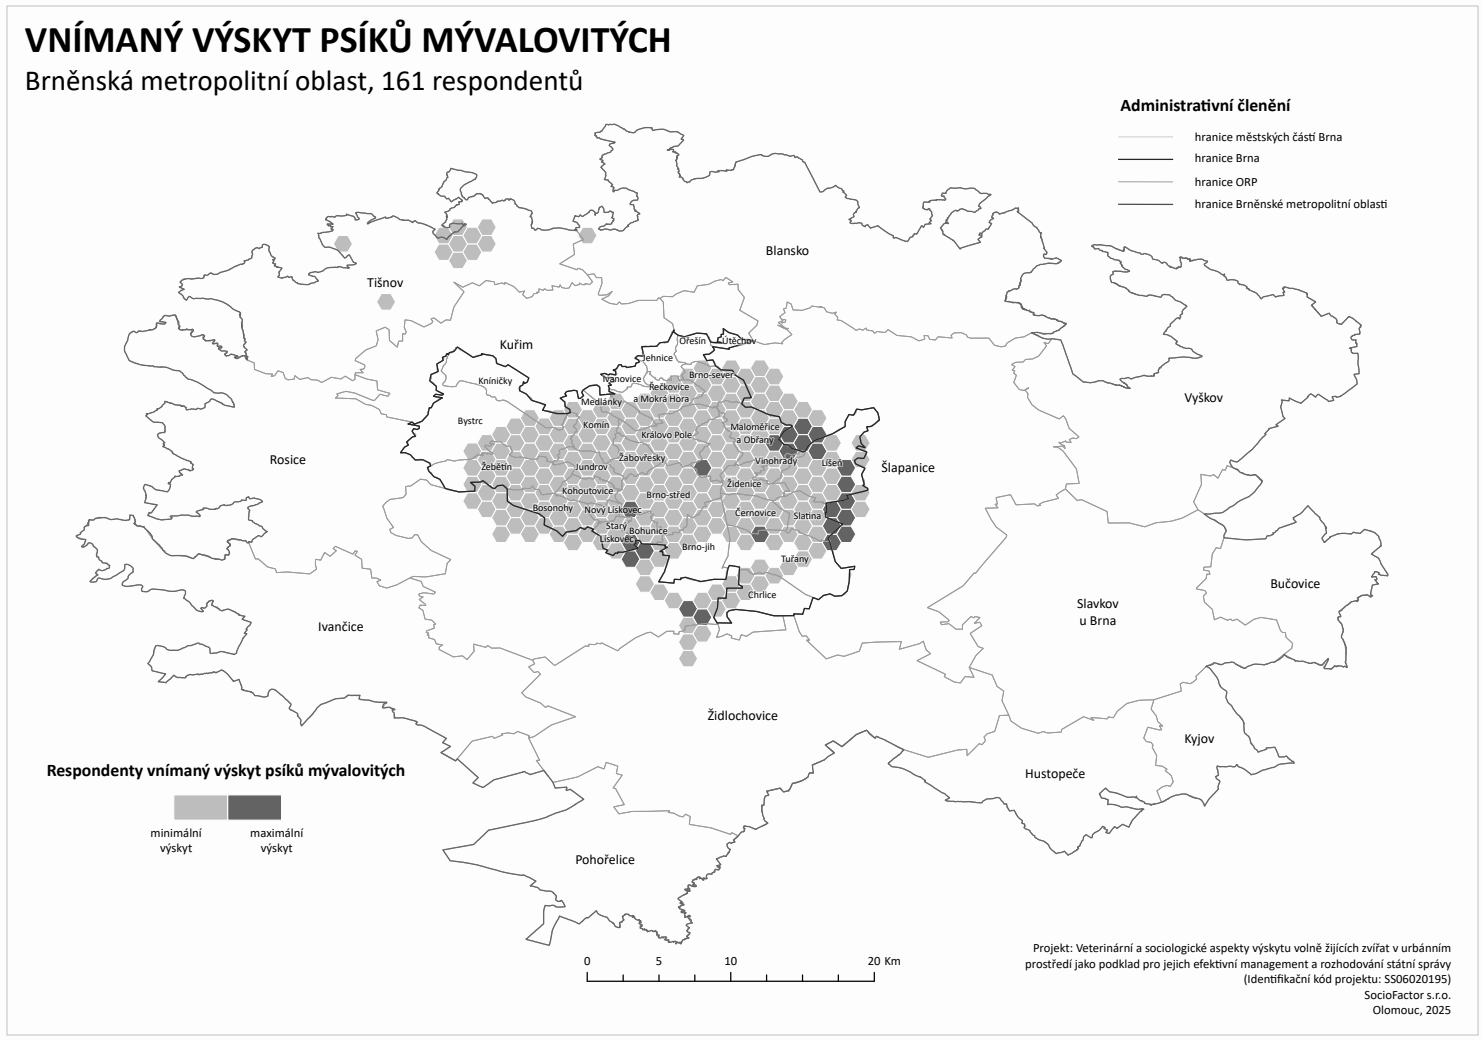 VNÍMANÝ VÝSKYT PSÍKŮ MÝVALOVITÝCH
Brněnská metropolitní oblast, 161 respondentů
Administrativní členění
hranice městských částí Brna
hranice Brna
hranice ORP
hranice Brněnské metropolitní oblasti
Blansko
Tišnov
Kuřim
Ořešín
Útěchov
Jehnice
Ivanovice
Brno-sever
Kníničky
Řečkovice
a Mokrá Hora
Medlánky
Vyškov
Bystrc
Komín
Maloměřice
a Obřany
Královo Pole
Rosice
Žebětín
Jundrov
Žabovřesky
Vinohrady
Líšeň
Šlapanice
Kohoutovice
Brno-střed
Židenice
Bosonohy
Nový Lískovec
Černovice
Slatina
Starý
Lískovec
Bohunice
Brno-jih
Tuřany
Chrlice
Bučovice
Slavkov
u Brna
Ivančice
Židlochovice
Kyjov
Hustopeče
Pohořelice
Respondenty vnímaný výskyt psíků mývalovitých
minimální
výskyt
maximální
výskyt
0 5 10 20 Km
Projekt: Veterinární a sociologické aspekty výskytu volně žijících zvířat v urbánním
prostředí jako podklad pro jejich efektivní management a rozhodování státní správy
(Identifikační kód projektu: SS06020195)
SocioFactor s.r.o.
Olomouc, 2025